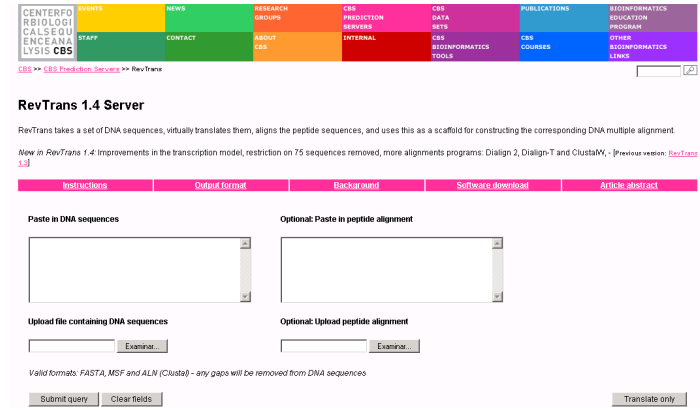 CENTERFO
RBIOLOGI
CALSEQU
ENCEANA
LYSIS CBS
EVENTS
NEWS
RESEARCH
GROUPS
CBS
PREDICTION
SERVERS
CBS
DATA
SETS
PUBLICATIONS
BIOINFORMATICS
EDUCATION
PROGRAM
STAFF
CONTACT
ABOUT
CBS
INTERNAL
CBS
BIOINFORMATICS
TOOLS
CBS
COURSES
OTHER
BIOINFORMATICS
LINKS
CBS >> CBS Prediction Servers >> RevTrans
RevTrans 1.4 Server
RevTrans takes a set of DNA sequences, virtually translates them, aligns the peptide sequences, and uses this as a scaffold for constructing the corresponding DNA multiple alignment.
New in RevTrans 1.4: Improvements in the transcription model, restriction on 75 sequences removed, more alignments programs: Dialign 2, Dialign-T and ClustalW, - [Previous version: RevTrans
1.3]
Instructions Output format Background Software download Article abstract
Paste in DNA sequences Optional: Paste in peptide alignment
Upload file containing DNA sequences Optional: Upload peptide alignment
Examinar... Examinar...
Valid formats: FASTA, MSF and ALN (Clustal) - any gaps will be removed from DNA sequences
Submit query Clear fields Translate only